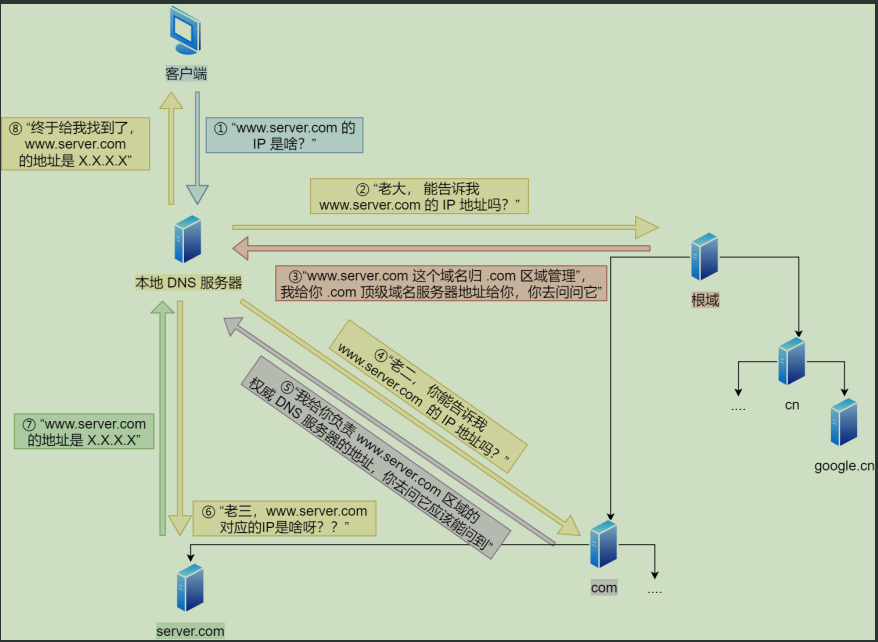 客户端
⑧ “终于给我找到了，
www.server.com
的地址是 X.X.X.X”
① “www.server.com 的
IP 是啥？”
② “老大， 能告诉我
www.server.com 的 IP 地址吗？”
本地 DNS 服务器
③“www.server.com 这个域名归 .com 区域管理”，
我给你 .com 顶级域名服务器地址给你，你去问问它”
根域
④“老二，你能告诉我
www.server.com 的 IP 地址吗？”
⑤“我给你负责 www.server.com 区域的
权威 DNS 服务器的地址，你去问它应该能问到”
cn
....
google.cn
⑦ “www.server.com
的地址是 X.X.X.X”
⑥ “老三，www.server.com
对应的IP是啥呀？？”
com
....
server.com